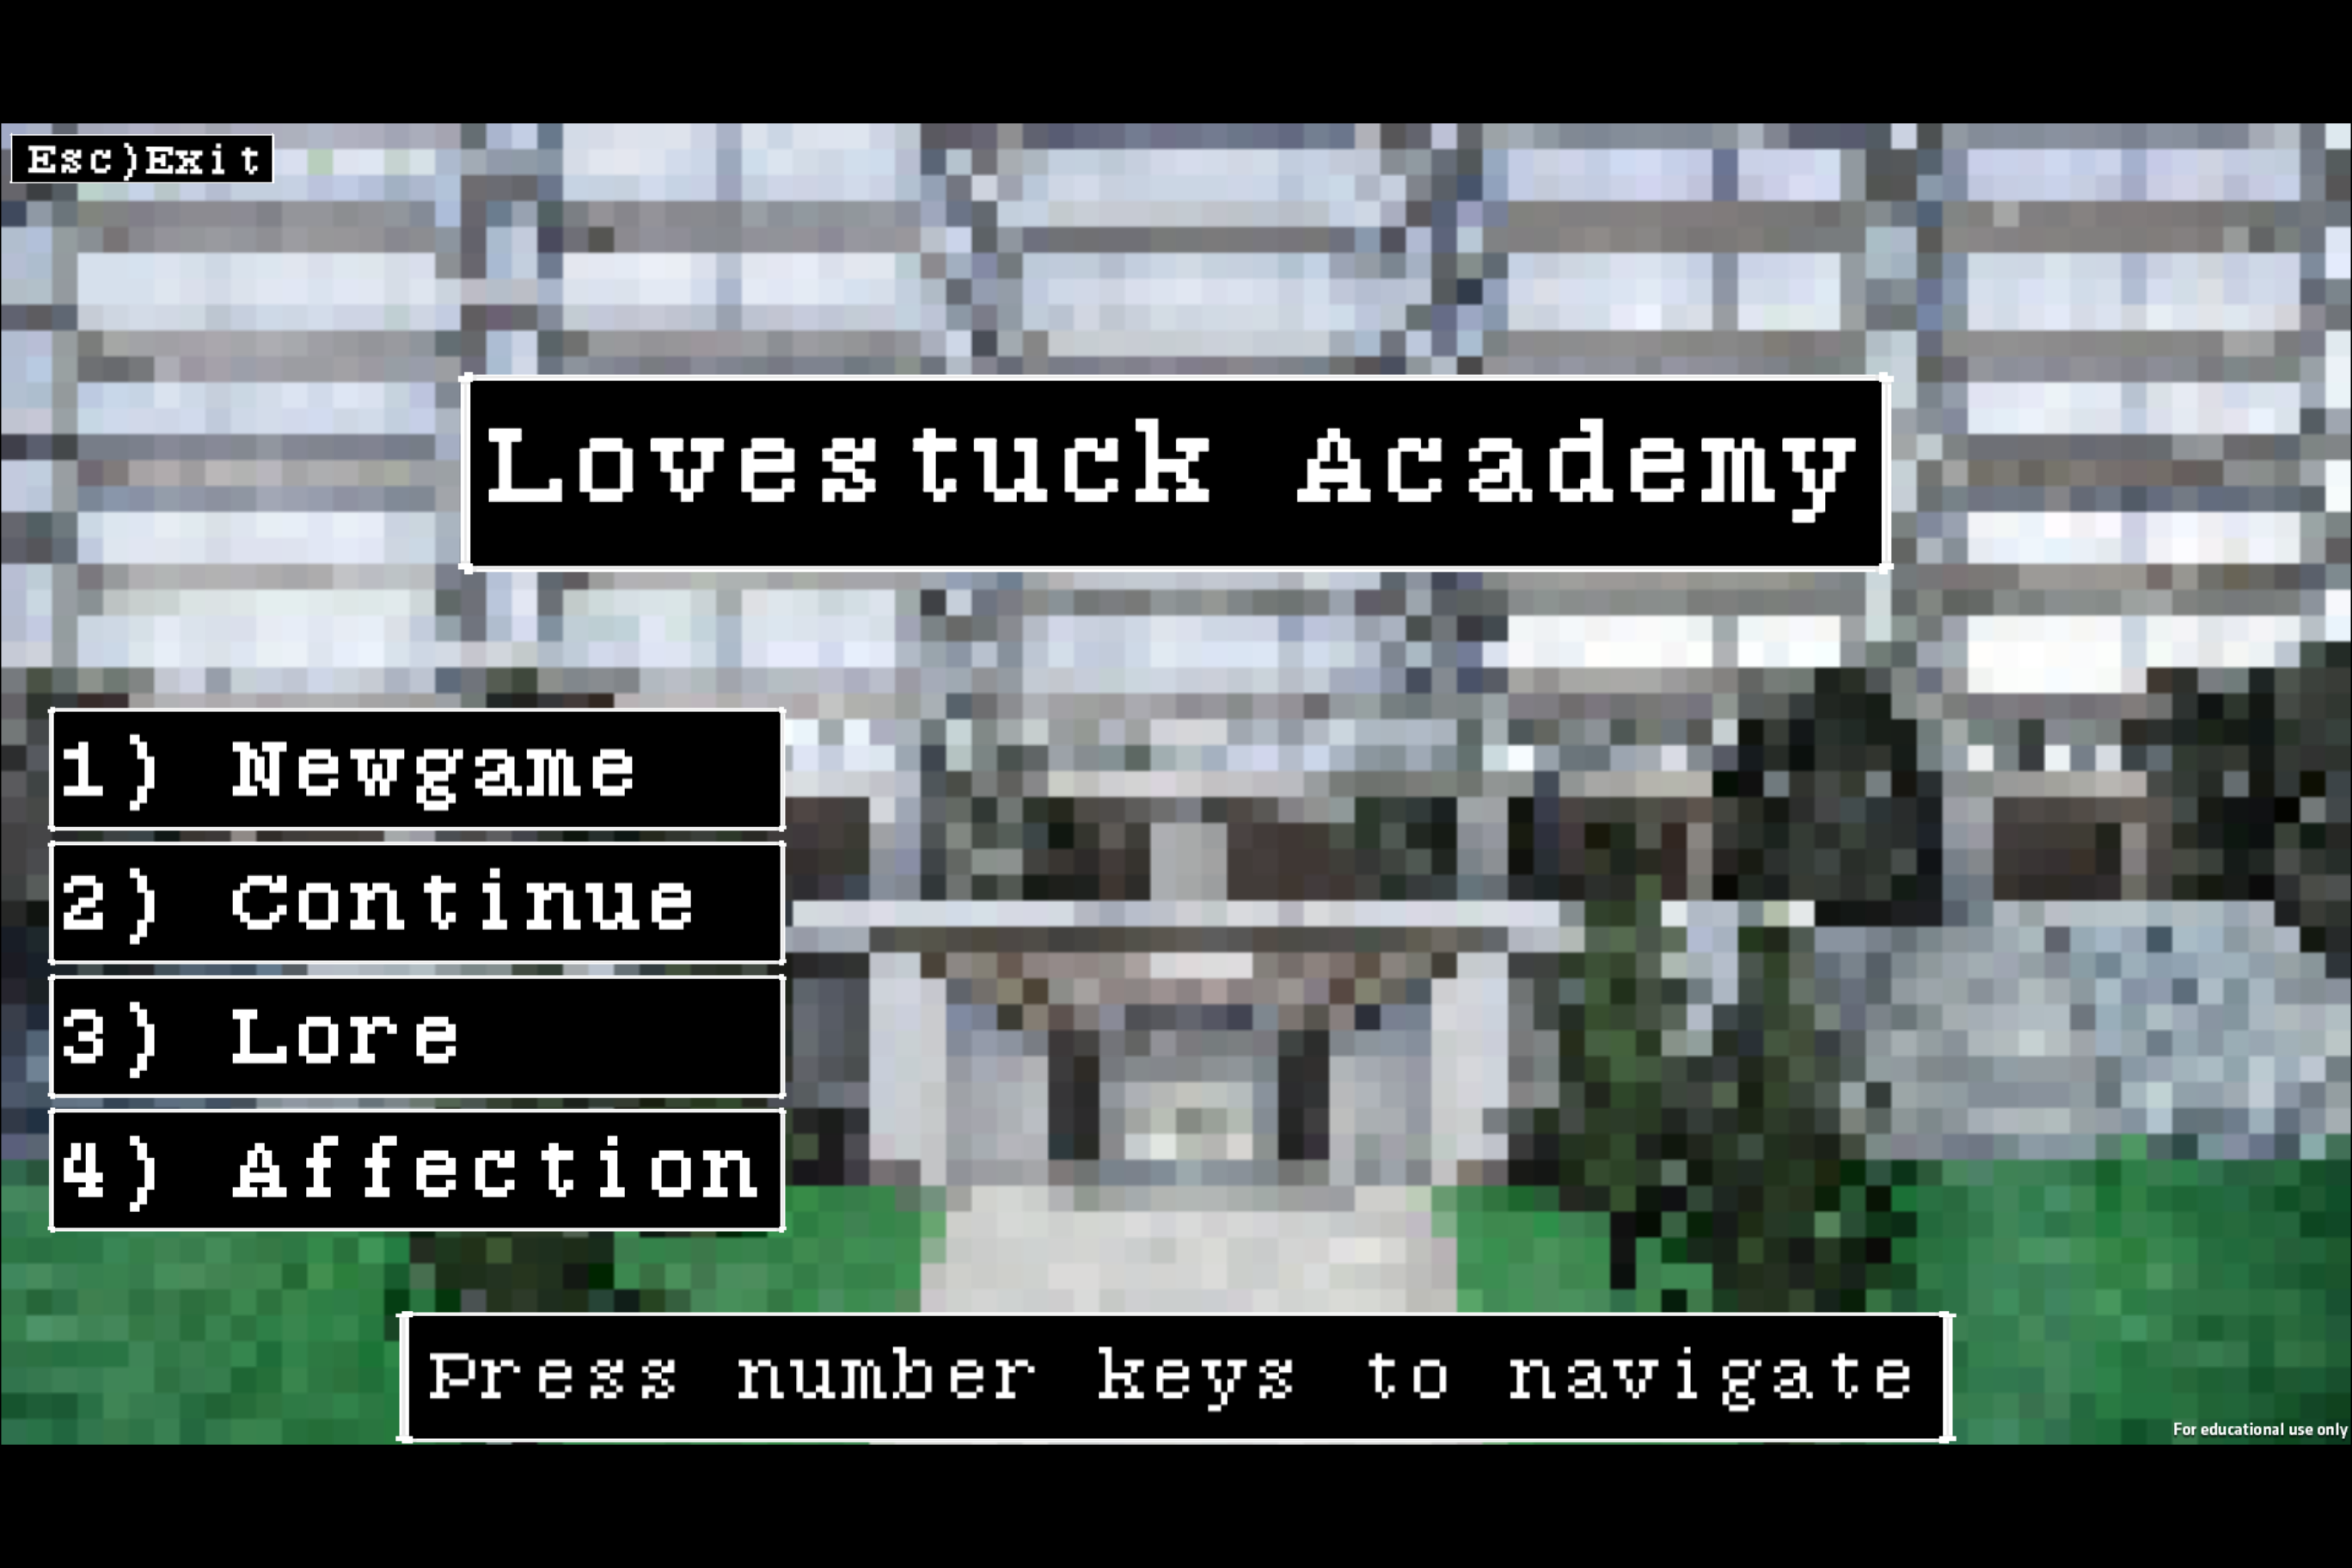 Esc)Exit
Lovestuck Academy
1) Newgame
2) Continue
3) Lore
4) Affection
Press number keys to navigate
For educational use only